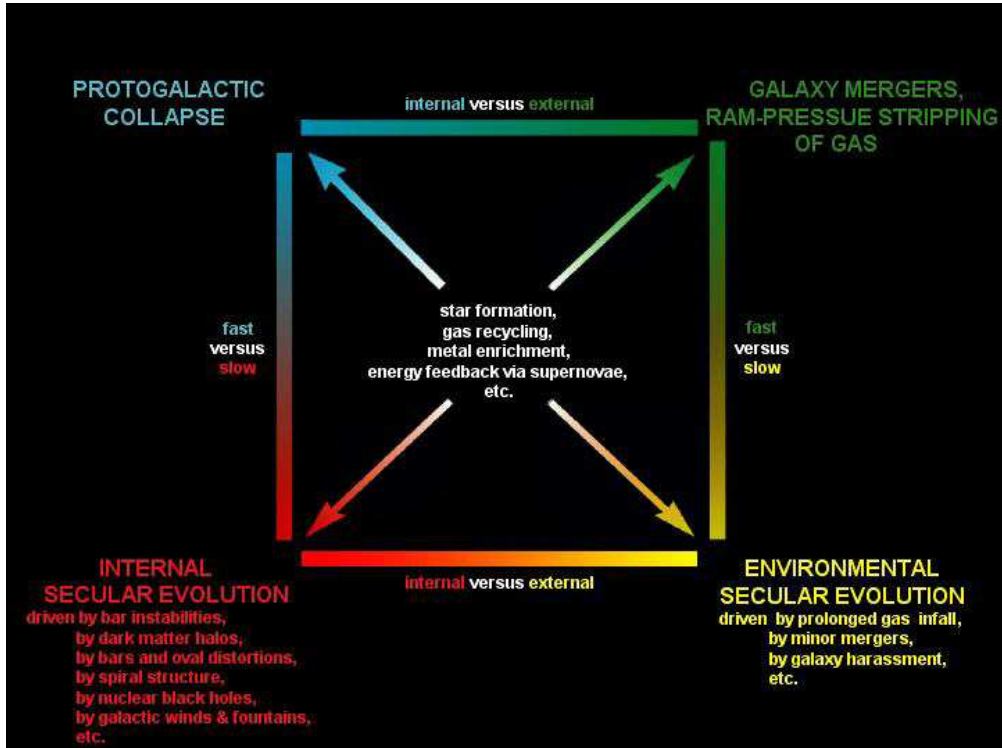 PROTOGALACTIC
COLLAPSE
internal versus external
GALAXY MERGERS,
RAM-PRESSUE STRIPPING
OF GAS
fast
versus
slow
star formation,
gas recycling,
metal enrichment,
energy feedback via supernovae,
etc.
fast
versus
slow
INTERNAL
SECULAR EVOLUTION
driven by bar instabilities,
by dark matter halos,
by bars and oval distortions,
by spiral structure,
by nuclear black holes,
by galactic winds & fountains,
etc.
internal versus external
ENVIRONMENTAL
SECULAR EVOLUTION
driven by prolonged gas infall,
by minor mergers,
by galaxy harassment,
etc.